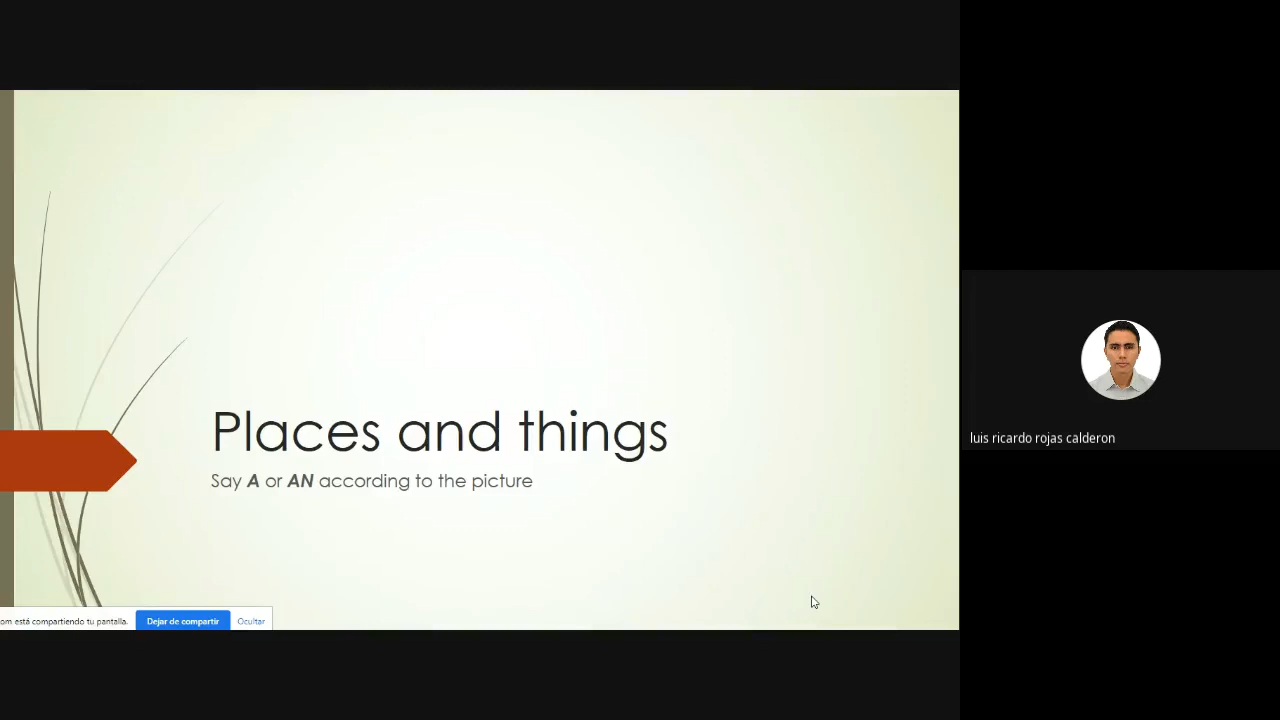 Places and things
Say A or AN according to the picture
luis ricardo rojas calderon
om está compartiendo tu pantalla.
Dejar de compartir
Ocultar